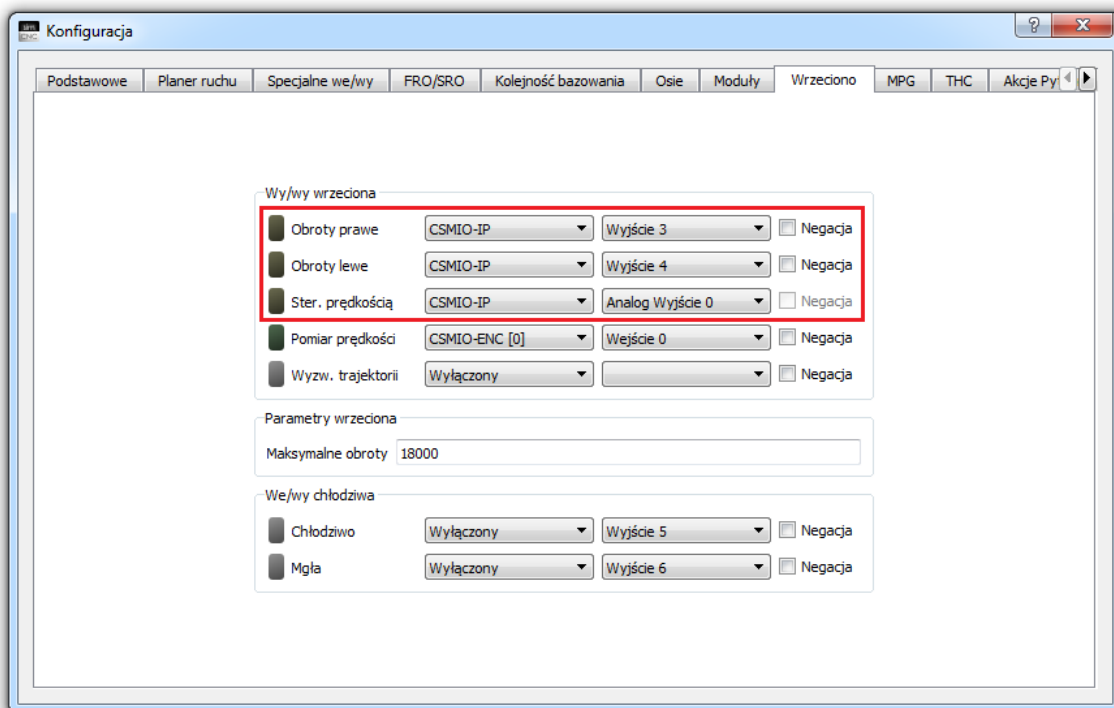 Konfiguracja
Podstawowe Planer ruchu Specjalne we/wy FRO/SRO Kolejność bazowania Osie Moduły Wrzeciono MPG THC Akcje Pyt
Wy/wy wrzeciona
Obroty prawe CSMIO-IP Wyjście 3 Negacja
Obroty lewe CSMIO-IP Wyjście 4 Negacja
Ster. prędkością CSMIO-IP Analog Wyjście 0 Negacja
Pomiar prędkości CSMIO-ENC [0] Wejście 0 Negacja
Wyzw. trajektorii Wyłączony Negacja
Parametry wrzeciona
Maksymalne obroty 18000
We/wy chłodziwa
Chłodziwo Wyłączony Wyjście 5 Negacja
Mgła Wyłączony Wyjście 6 Negacja